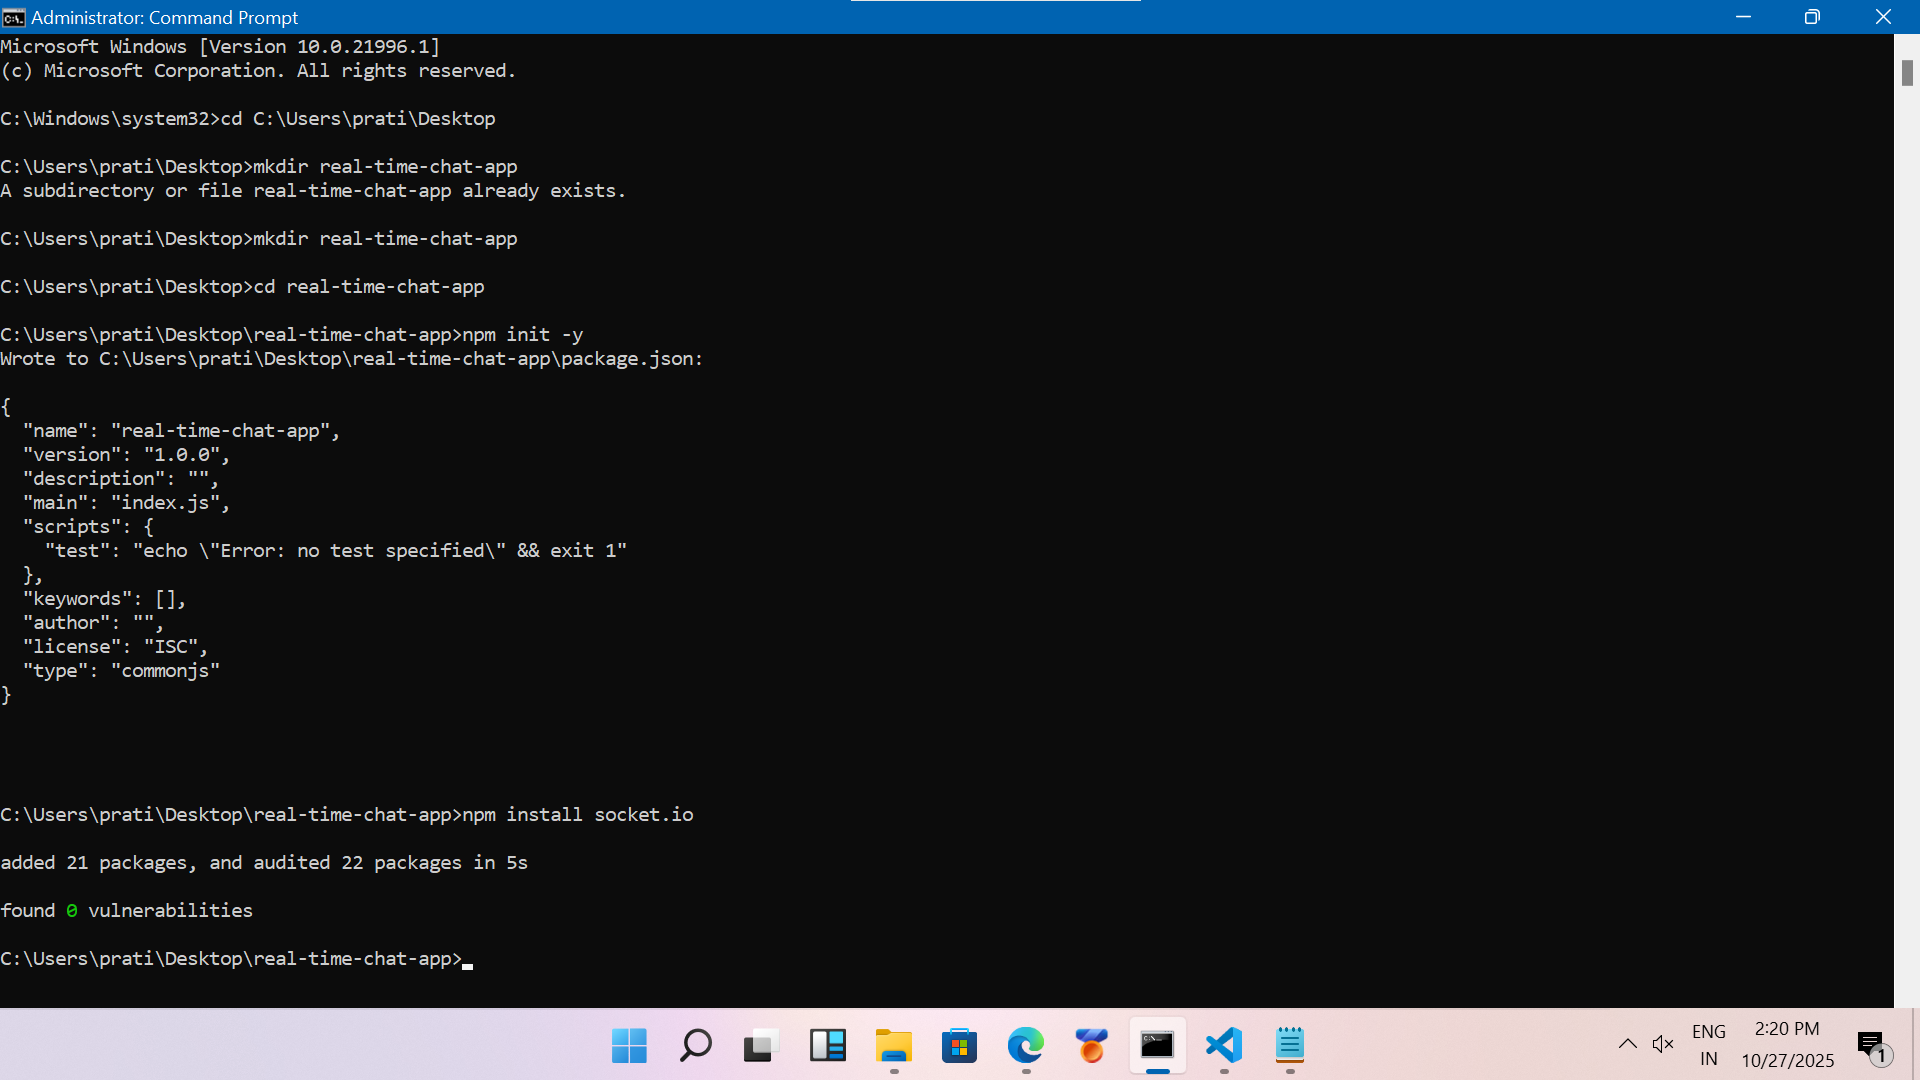 Administrator: Command Prompt
Microsoft Windows [Version 10.0.21996.1]
(c) Microsoft Corporation. All rights reserved.
C:\Windows\system32>cd C:\Users\prati\Desktop
C:\Users\prati\Desktop>mkdir real-time-chat-app
A subdirectory or file real-time-chat-app already exists.
C:\Users\prati\Desktop>mkdir real-time-chat-app
C:\Users\prati\Desktop>cd real-time-chat-app
C:\Users\prati\Desktop\real-time-chat-app>npm init -y
Wrote to C:\Users\prati\Desktop\real-time-chat-app\package.json:
{
  "name": "real-time-chat-app",
  "version": "1.0.0",
  "description": "",
  "main": "index.js",
  "scripts": {
    "test": "echo \"Error: no test specified\" && exit 1"
  },
  "keywords": [],
  "author": "",
  "license": "ISC",
  "type": "commonjs"
}
C:\Users\prati\Desktop\real-time-chat-app>npm install socket.io
added 21 packages, and audited 22 packages in 5s
found 0 vulnerabilities
C:\Users\prati\Desktop\real-time-chat-app>
ENG
IN
2:20 PM
10/27/2025
1